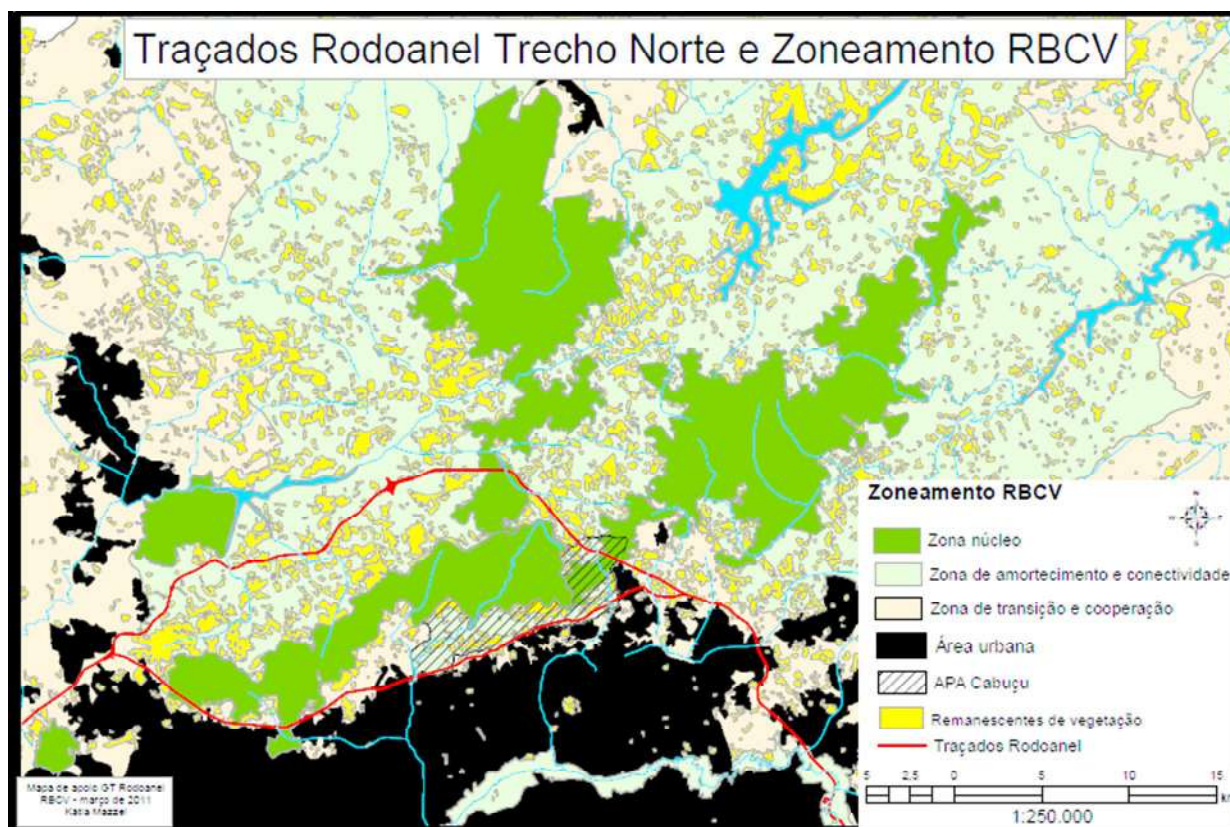 Traçados Rodoanel Trecho Norte e Zoneamento RBCV
Zoneamento RBCV
Zona núcleo
Zona de amortecimento e conectividade
Zona de transição e cooperação
Área urbana
APA Cabuçu
Remanescentes de vegetação
Traçados Rodoanel
5 2,5 0 5 10 15
km
1:250.000
Mapa de apoio GT Rodoanel
RBCV - março de 2011
Kátia Mazzei